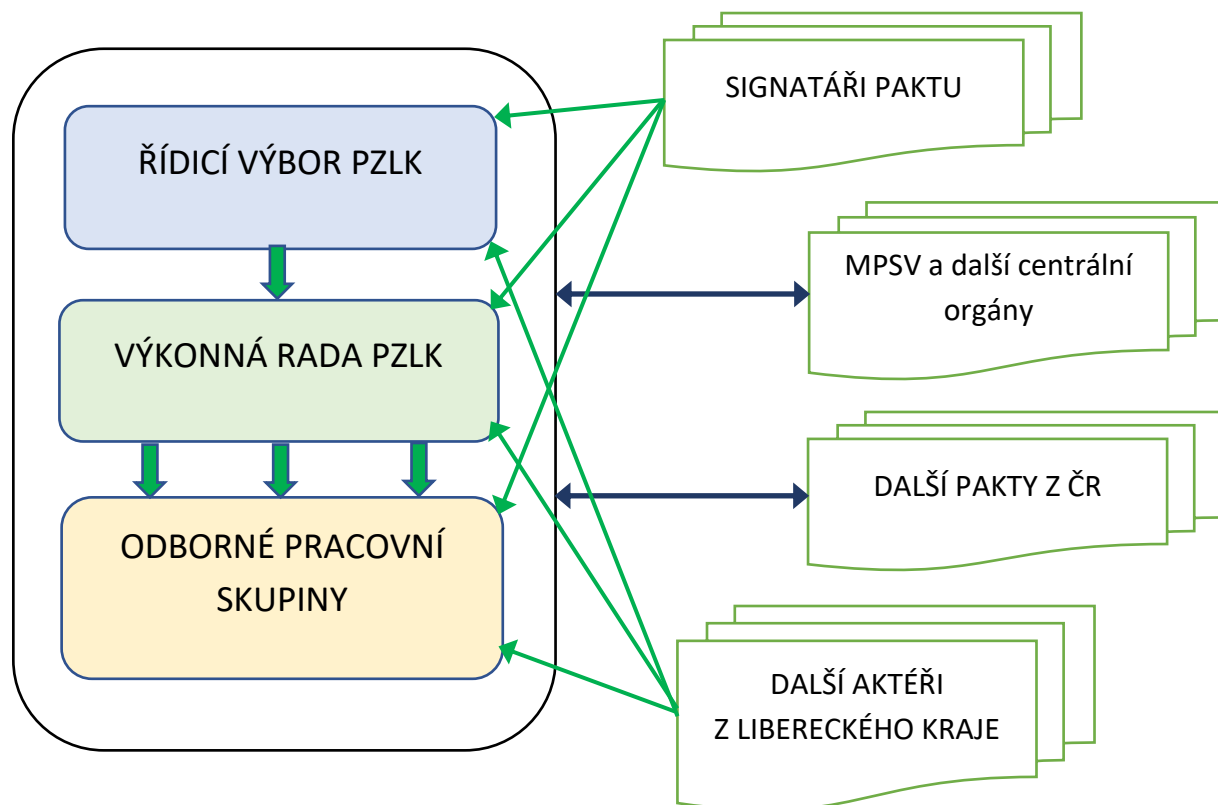 ŘÍDICÍ VÝBOR PZLK
VÝKONNÁ RADA PZLK
ODBORNÉ PRACOVNÍ
SKUPINY
SIGNATÁŘI PAKTU
MPSV a další centrální
orgány
DALŠÍ PAKTY Z ČR
DALŠÍ AKTÉŘI
Z LIBERECKÉHO KRAJE